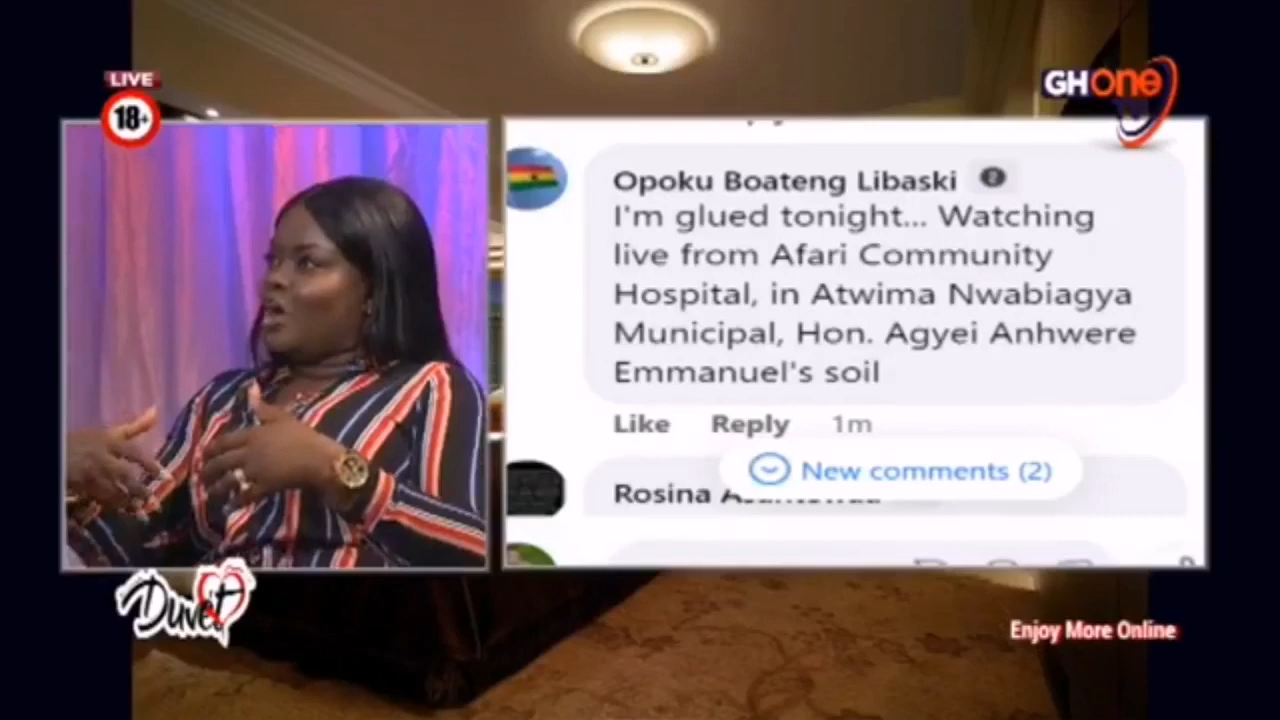 LIVE
18+
GHOne
Opoku Boateng Libaski
I'm glued tonight... Watching
live from Afari Community
Hospital, in Atwima Nwabiagya
Municipal, Hon. Agyei Anhwere
Emmanuel's soil
Like Reply 1m
New comments (2)
Rosina
Duvet
Enjoy More Online